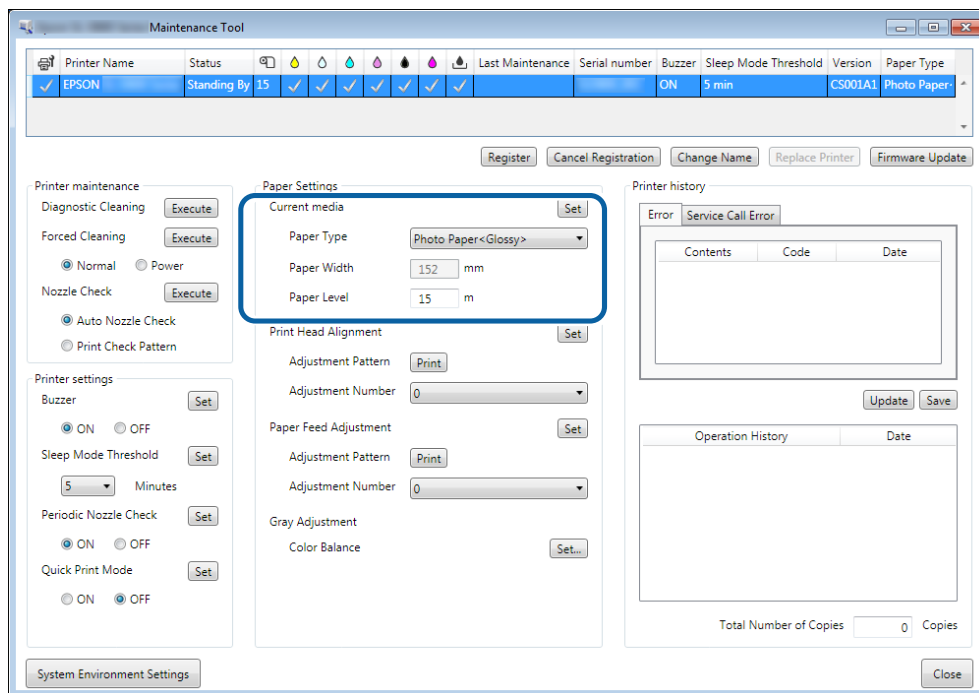 Maintenance Tool
Printer Name Status Last Maintenance Serial number Buzzer Sleep Mode Threshold Version Paper Type
EPSON Standing By 15 ON 5 min CS001A1 Photo Paper-
Register Cancel Registration Change Name Replace Printer Firmware Update
Printer maintenance
Diagnostic Cleaning Execute
Forced Cleaning Execute
Normal Power
Nozzle Check Execute
Auto Nozzle Check
Print Check Pattern
Printer settings
Buzzer Set
ON OFF
Sleep Mode Threshold Set
5 Minutes
Periodic Nozzle Check Set
ON OFF
Quick Print Mode Set
ON OFF
Paper Settings
Current media Set
Paper Type Photo Paper<Glossy>
Paper Width 152 mm
Paper Level 15 m
Print Head Alignment Set
Adjustment Pattern Print
Adjustment Number 0
Paper Feed Adjustment Set
Adjustment Pattern Print
Adjustment Number 0
Gray Adjustment
Color Balance Set...
Printer history
Error Service Call Error
Contents Code Date
Update Save
Operation History Date
Total Number of Copies 0 Copies
System Environment Settings Close